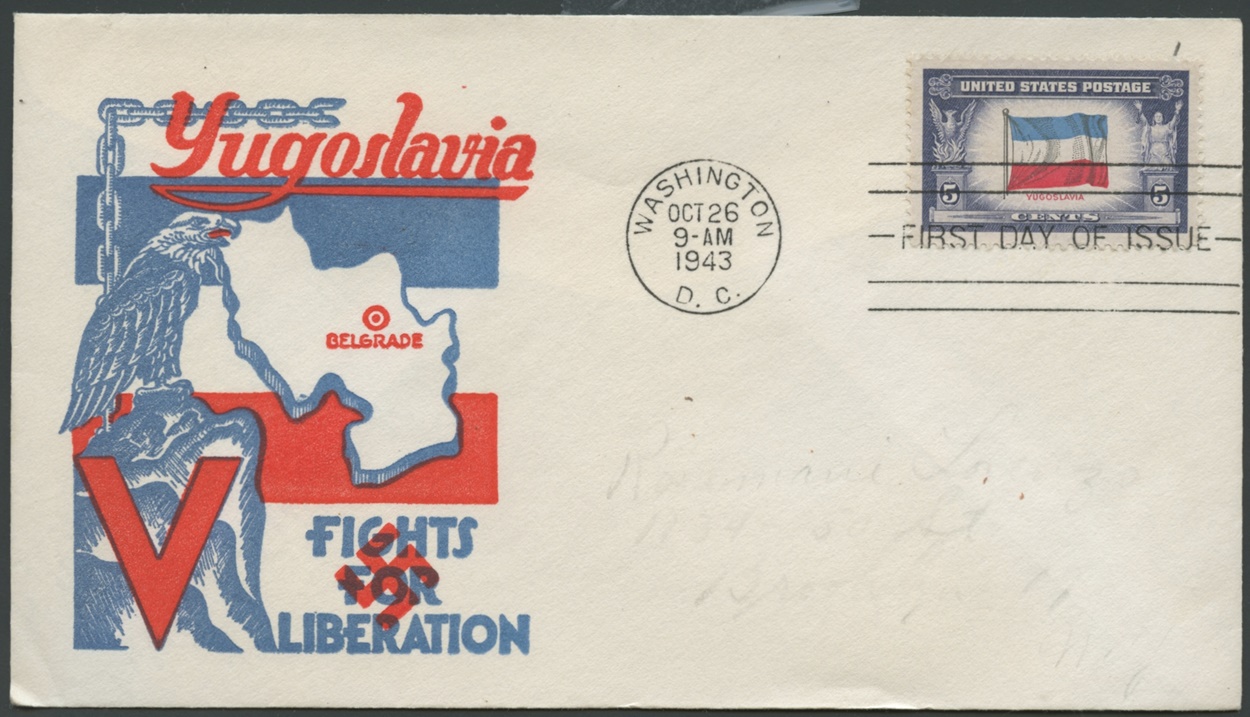 Yugoslavia
BELGRADE
V
FIGHTS
FOR
LIBERATION
WASHINGTON
OCT 26
9-AM
1943
D. C.
UNITED STATES POSTAGE
YUGOSLAVIA
5 5
CENTS
FIRST DAY OF ISSUE